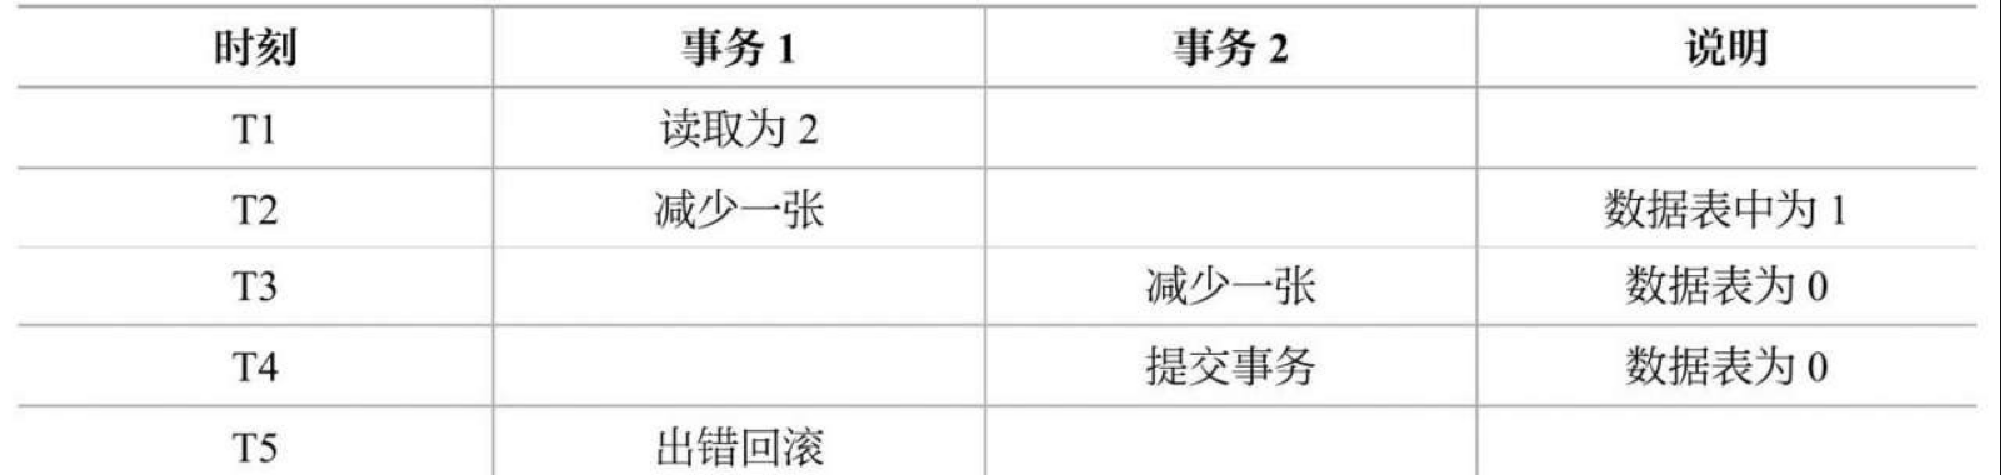 时刻 事务 1 事务 2 说明
T1 读取为 2
T2 减少一张 数据表中为 1
T3 减少一张 数据表为 0
T4 提交事务 数据表为 0
T5 出错回滚